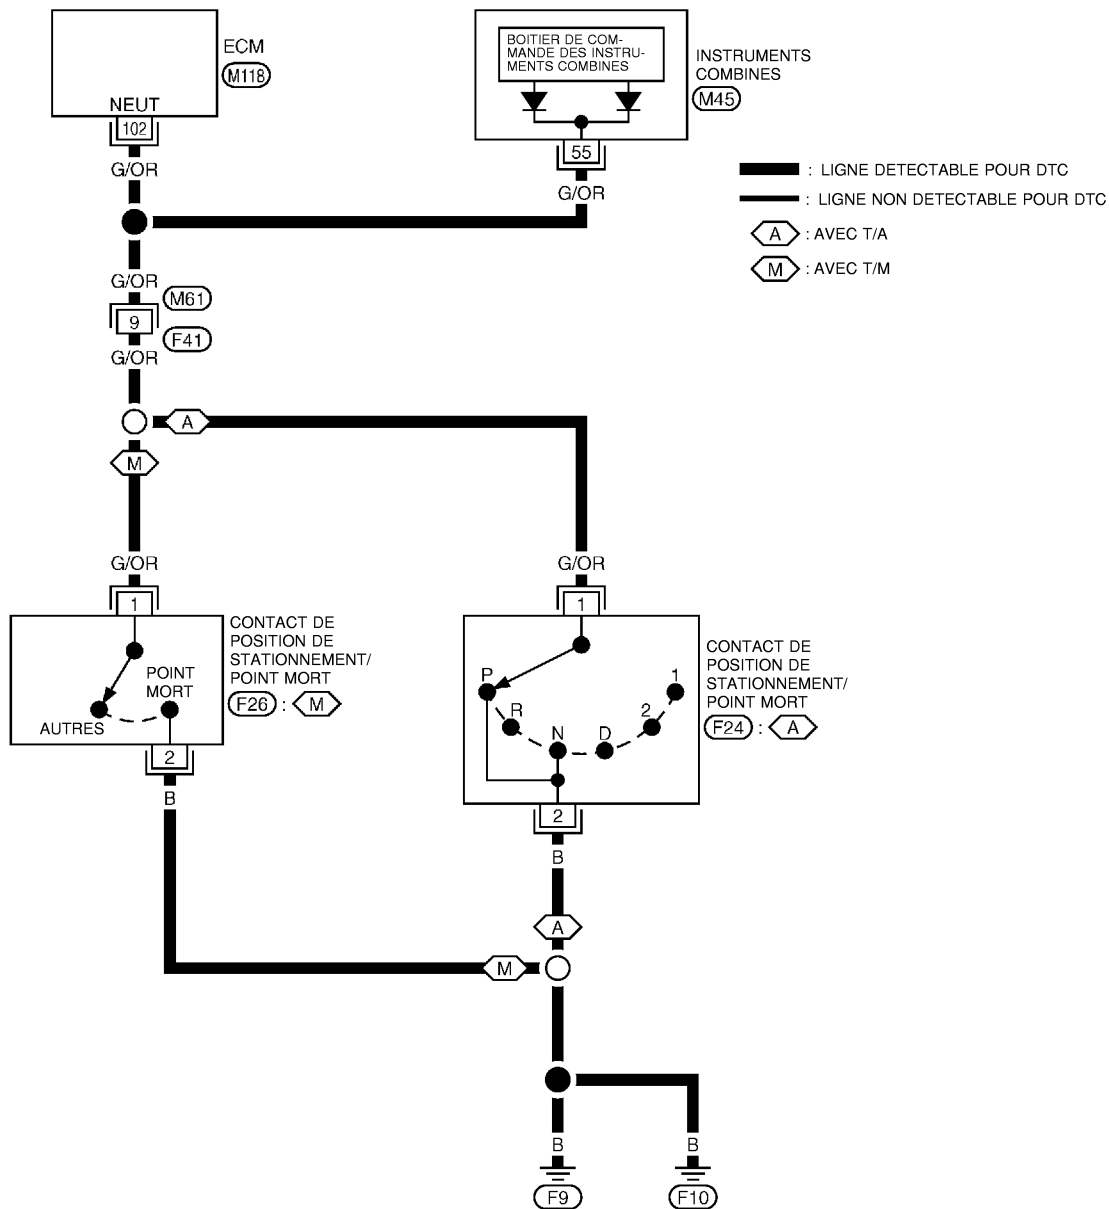 ECM
M118
NEUT
102
G/OR
BOITIER DE COM-
MANDE DES INSTRU-
MENTS COMBINES
INSTRUMENTS
COMBINES
M45
55
G/OR
: LIGNE DETECTABLE POUR DTC
: LIGNE NON DETECTABLE POUR DTC
A : AVEC T/A
M : AVEC T/M
G/OR
M61
9
F41
G/OR
A
M
G/OR
1
G/OR
1
POINT
MORT
AUTRES
2
CONTACT DE
POSITION DE
STATIONNEMENT/
POINT MORT
F26 : M
P
R
N
D
2
1
2
CONTACT DE
POSITION DE
STATIONNEMENT/
POINT MORT
F24 : A
B
B
A
M
B
B
F9
F10